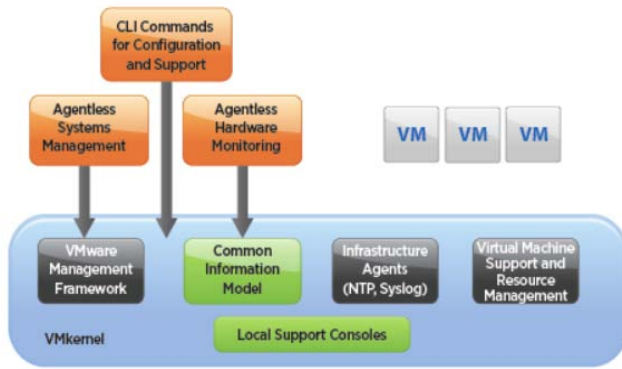 CLI Commands
for Configuration
and Support
Agentless
Systems
Management
Agentless
Hardware
Monitoring
VM
VM
VM
VMware
Management
Framework
Common
Information
Model
Infrastructure
Agents
(NTP, Syslog)
Virtual Machine
Support and
Resource
Management
VMkernel
Local Support Consoles